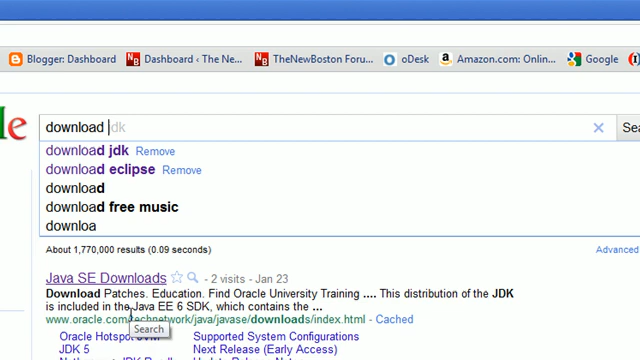 Blogger: Dashboard Dashboard ‹ The Ne... TheNewBoston Foru... oDesk Amazon.com: Onlin... Google
le
download jdk Sea
download jdk Remove
download eclipse Remove
download
download free music
downloa
About 1,770,000 results (0.09 seconds) Advanced
Java SE Downloads - 2 visits - Jan 23
Download Patches. Education. Find Oracle University Training .... This distribution of the JDK
is included in the Java EE 6 SDK, which contains the ...
www.oracle.com/technetwork/java/javase/downloads/index.html - Cached
Search
Oracle Hotspot Supported System Configurations
JDK 5 Next Release (Early Access)